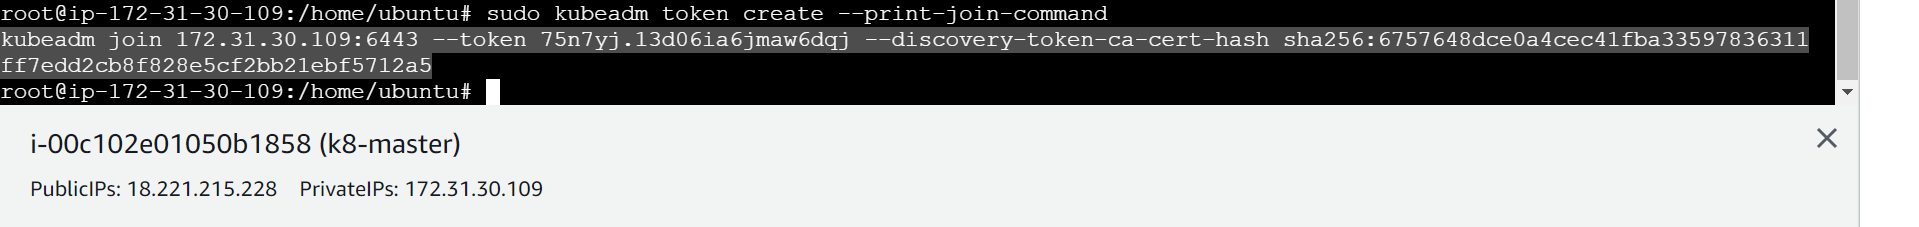 root@ip-172-31-30-109:/home/ubuntu# sudo kubeadm token create --print-join-command
kubeadm join 172.31.30.109:6443 --token 75n7yj.13d06ia6jmaw6dqj --discovery-token-ca-cert-hash sha256:6757648dce0a4cec41fba33597836311
ff7edd2cb8f828e5cf2bb21ebf5712a5
root@ip-172-31-30-109:/home/ubuntu#
i-00c102e01050b1858 (k8-master)
PublicIPs: 18.221.215.228 PrivateIPs: 172.31.30.109